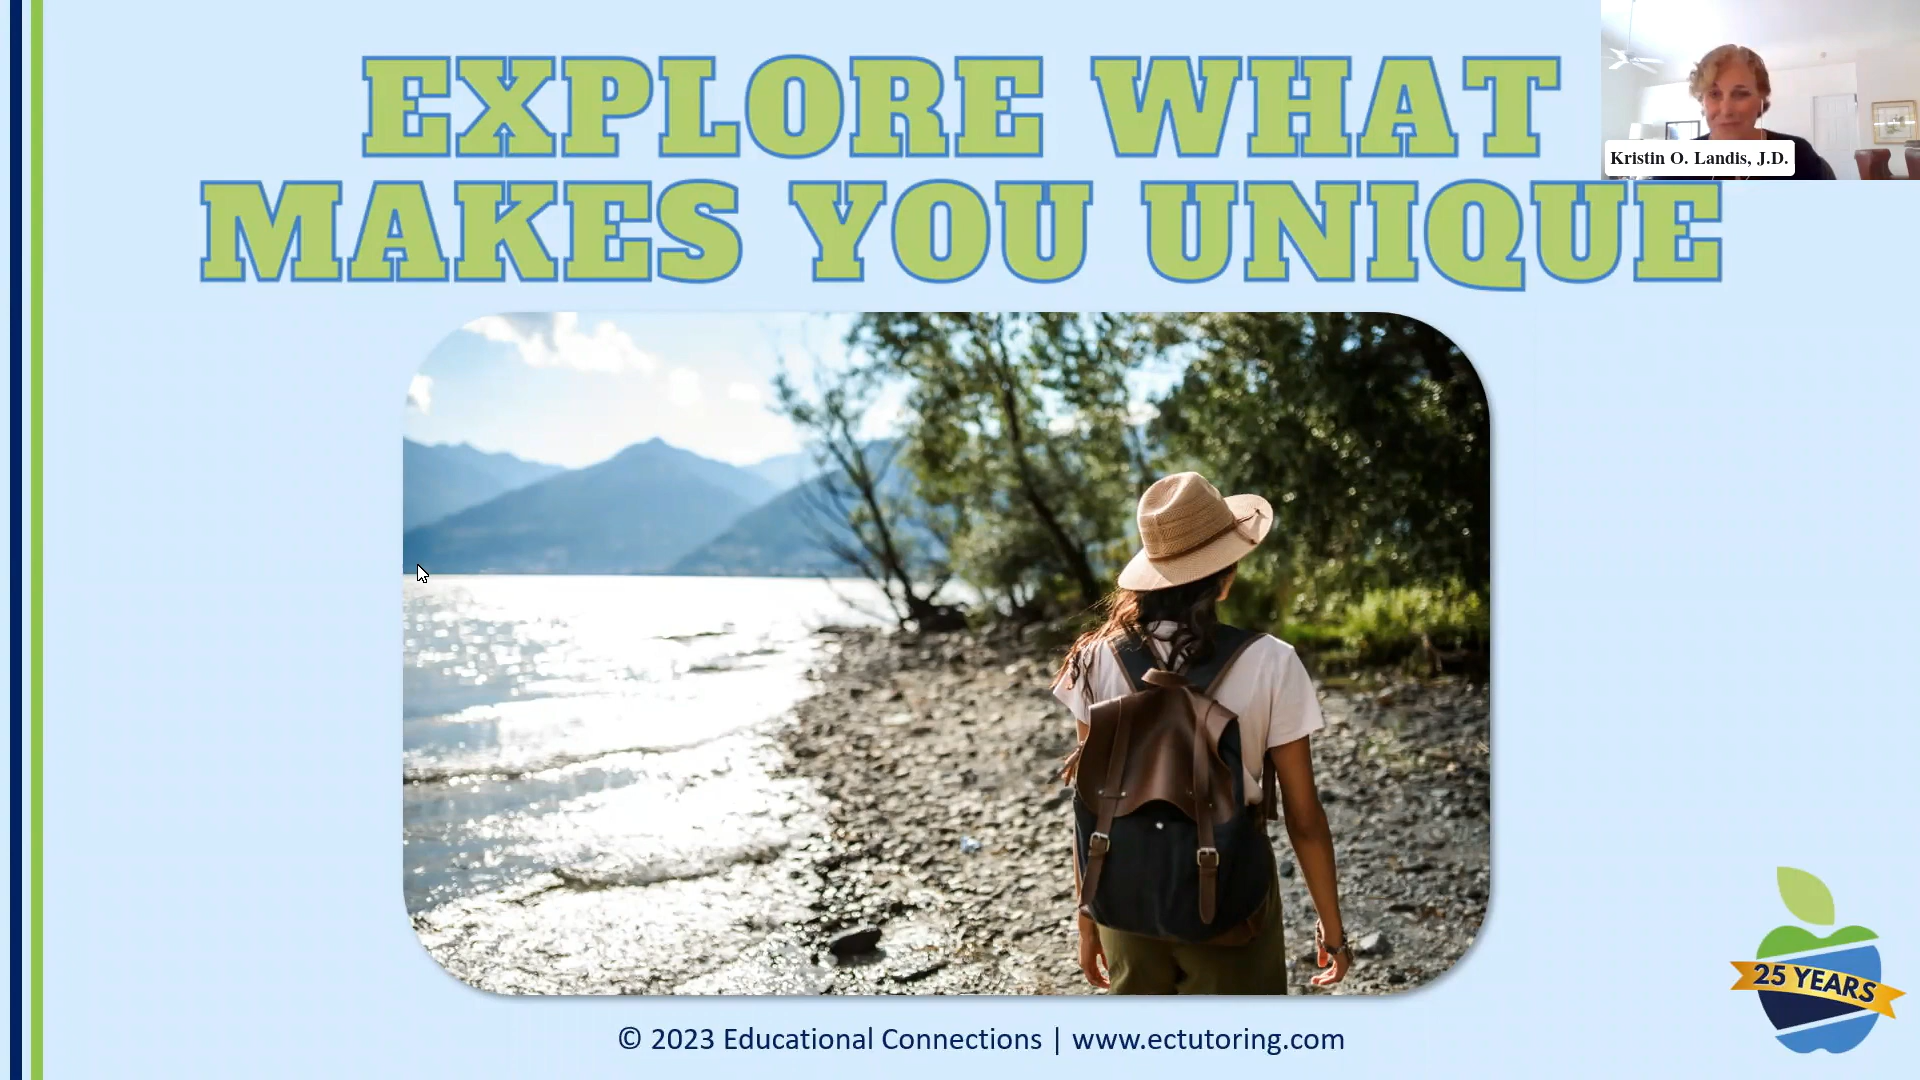 EXPLORE WHAT
MAKES YOU UNIQUE
Kristin O. Landis, J.D.
25 YEARS
© 2023 Educational Connections | www.ectutoring.com